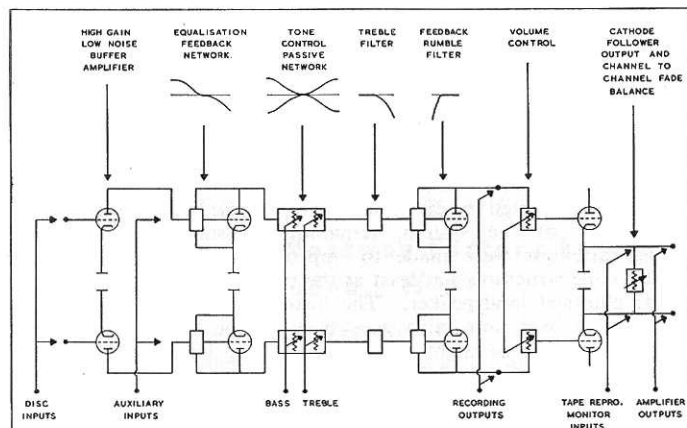 HIGH GAIN
LOW NOISE
BUFFER
AMPLIFIER
EQUALISATION
FEEDBACK
NETWORK.
TONE
CONTROL
PASSIVE
NETWORK
TREBLE
FILTER
FEEDBACK
RUMBLE
FILTER
VOLUME
CONTROL
CATHODE
FOLLOWER
OUTPUT AND
CHANNEL TO
CHANNEL FADE
BALANCE
DISC
INPUTS
AUXILIARY
INPUTS
BASS TREBLE
RECORDING
OUTPUTS
TAPE REPRO.
MONITOR
INPUTS
AMPLIFIER
OUTPUTS